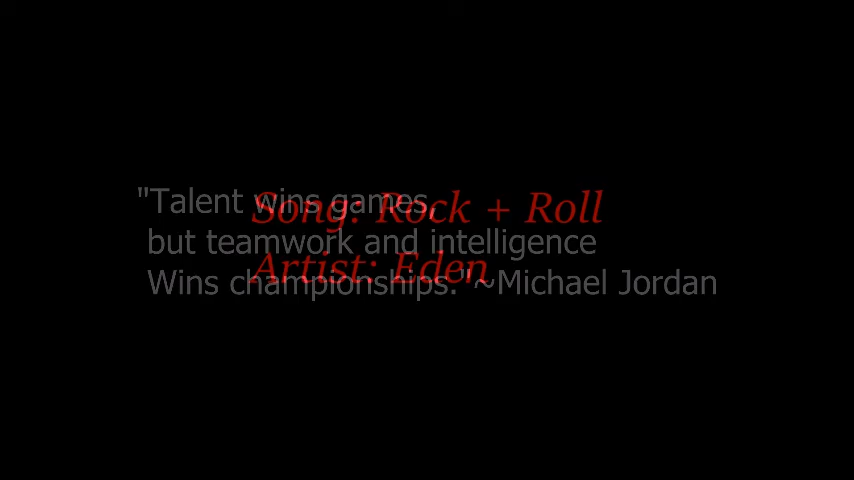 "Talent wins games,
Song: Rock + Roll
but teamwork and intelligence
Artist: Eden
Wins championships."~Michael Jordan